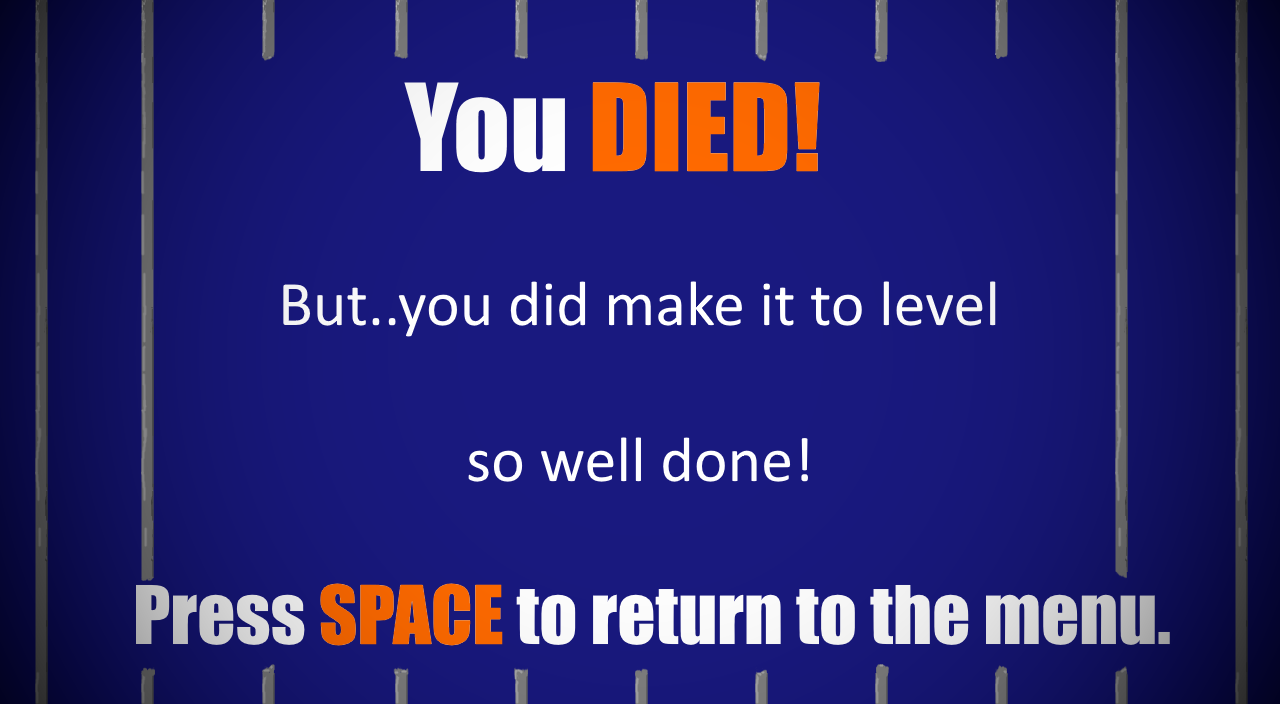 You DIED!
But..you did make it to level
so well done!
Press SPACE to return to the menu.